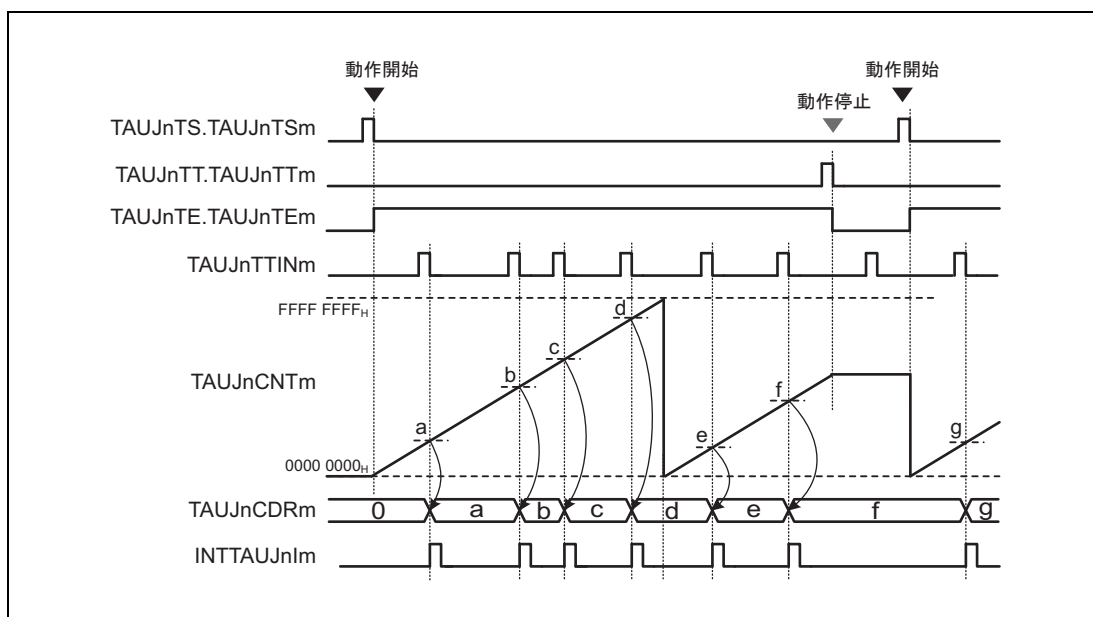 動作開始
動作開始
動作停止
TAUJnTS.TAUJnTSm
TAUJnTT.TAUJnTTm
TAUJnTE.TAUJnTEm
TAUJnTTINm
FFFF FFFFH
d
c
b
f
TAUJnCNTm
a
e
g
0000 0000H
TAUJnCDRm
0 a b c d e f g
INTTAUJnIm